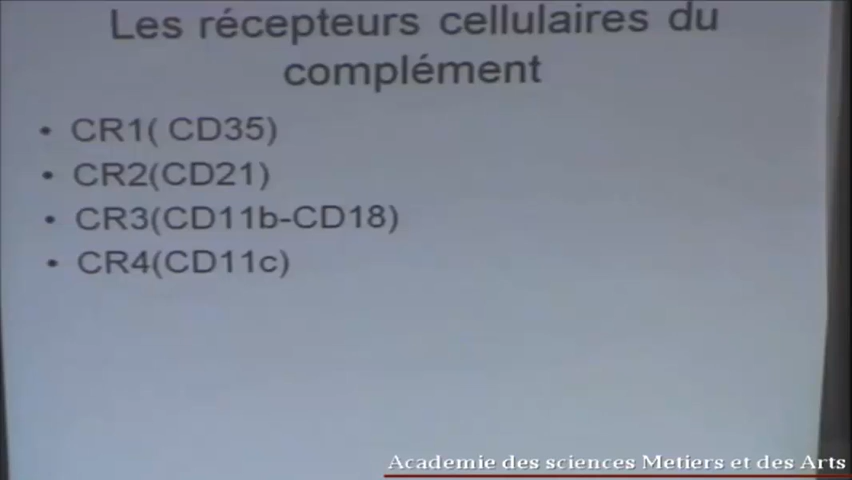 Les récepteurs cellulaires du
complément
• CR1( CD35)
• CR2(CD21)
• CR3(CD11b-CD18)
• CR4(CD11c)
Academie des sciences Metiers et des Arts